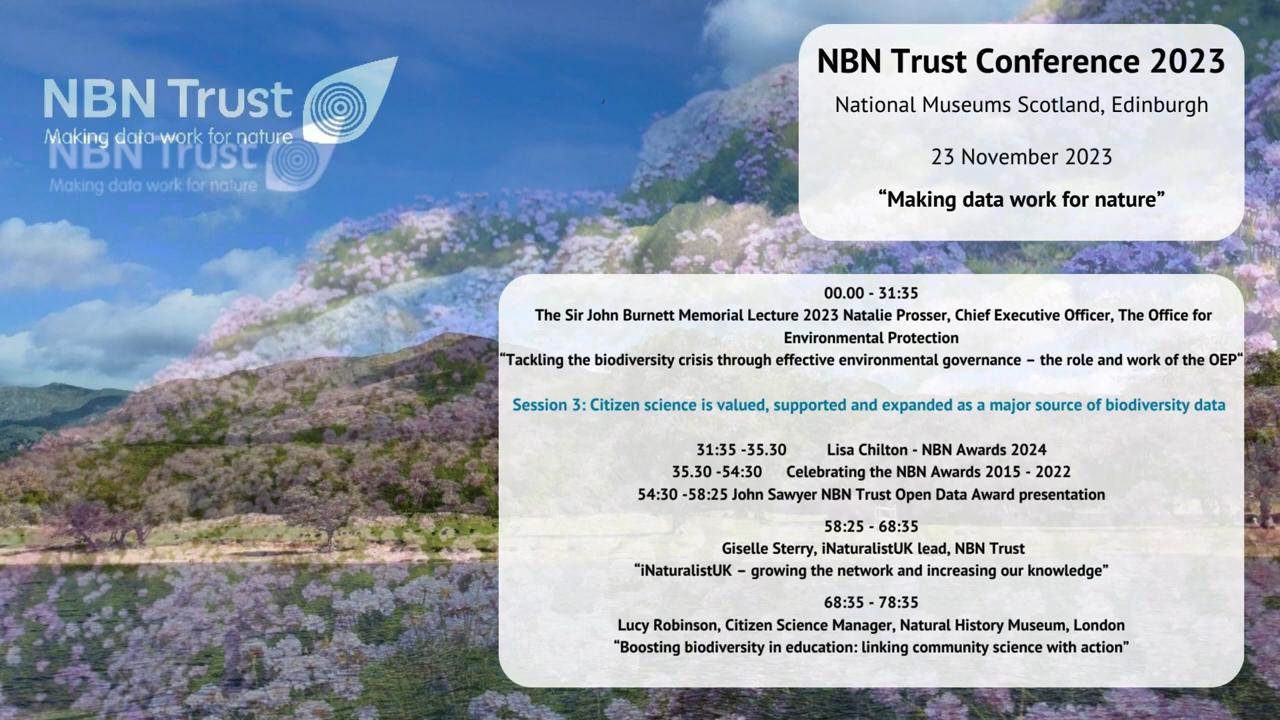 NBN Trust
Making data work for nature
NBN Trust
Making data work for nature
NBN Trust Conference 2023
National Museums Scotland, Edinburgh
23 November 2023
“Making data work for nature”
00.00 - 31:35
The Sir John Burnett Memorial Lecture 2023 Natalie Prosser, Chief Executive Officer, The Office for
Environmental Protection
“Tackling the biodiversity crisis through effective environmental governance – the role and work of the OEP“
Session 3: Citizen science is valued, supported and expanded as a major source of biodiversity data
31:35 -35.30 Lisa Chilton - NBN Awards 2024
35.30 -54:30 Celebrating the NBN Awards 2015 - 2022
54:30 -58:25 John Sawyer NBN Trust Open Data Award presentation
58:25 - 68:35
Giselle Sterry, iNaturalistUK lead, NBN Trust
“iNaturalistUK – growing the network and increasing our knowledge”
68:35 - 78:35
Lucy Robinson, Citizen Science Manager, Natural History Museum, London
“Boosting biodiversity in education: linking community science with action”